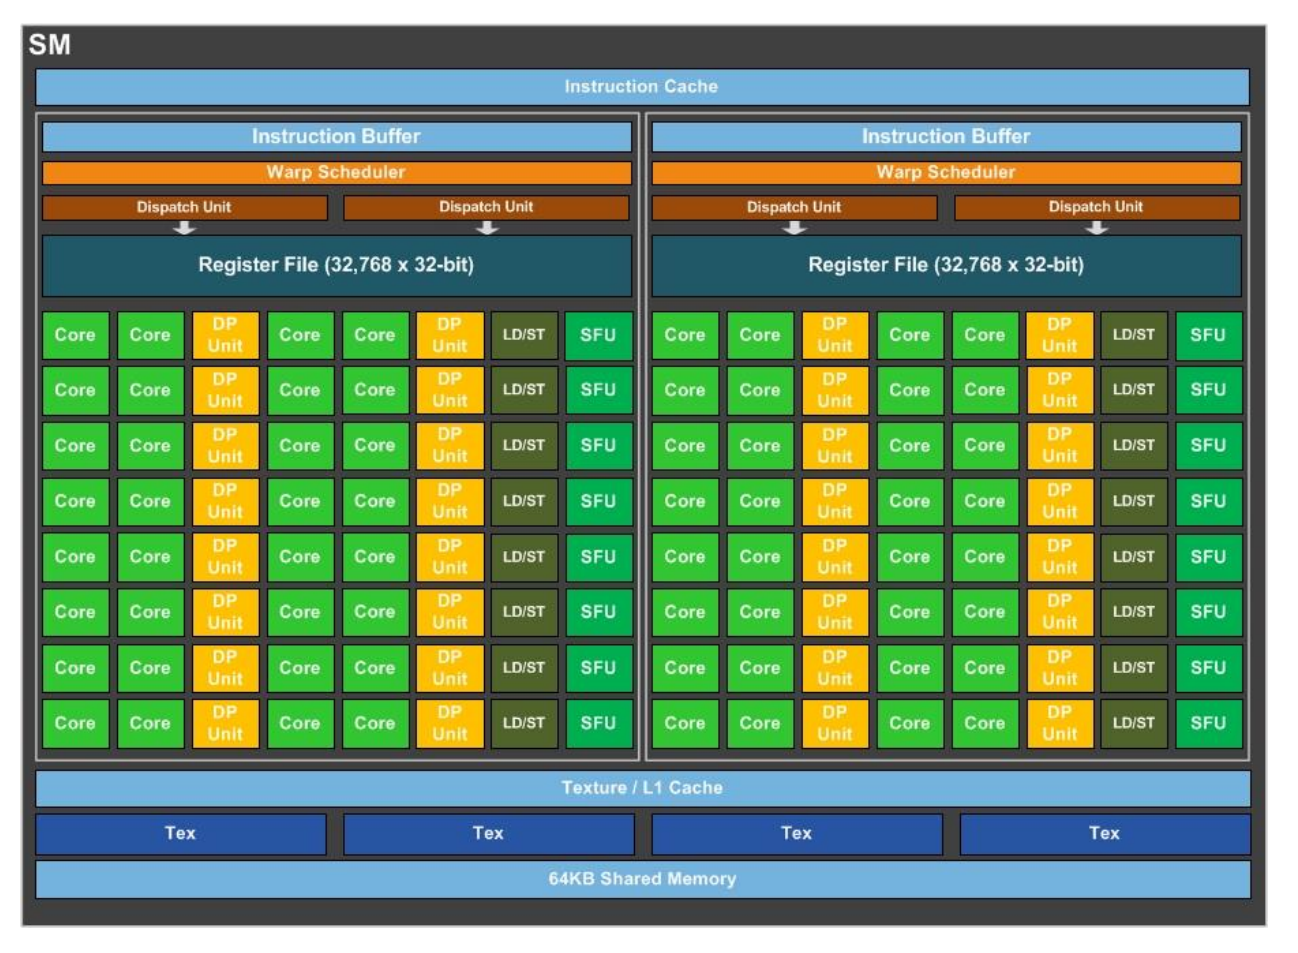 SM
Instruction Cache
Instruction Buffer Instruction Buffer
Warp Scheduler Warp Scheduler
Dispatch Unit Dispatch Unit Dispatch Unit Dispatch Unit
Register File (32,768 x 32-bit) Register File (32,768 x 32-bit)
Core Core DP Unit Core Core DP Unit LD/ST SFU Core Core DP Unit Core Core DP Unit LD/ST SFU
Core Core DP Unit Core Core DP Unit LD/ST SFU Core Core DP Unit Core Core DP Unit LD/ST SFU
Core Core DP Unit Core Core DP Unit LD/ST SFU Core Core DP Unit Core Core DP Unit LD/ST SFU
Core Core DP Unit Core Core DP Unit LD/ST SFU Core Core DP Unit Core Core DP Unit LD/ST SFU
Core Core DP Unit Core Core DP Unit LD/ST SFU Core Core DP Unit Core Core DP Unit LD/ST SFU
Core Core DP Unit Core Core DP Unit LD/ST SFU Core Core DP Unit Core Core DP Unit LD/ST SFU
Core Core DP Unit Core Core DP Unit LD/ST SFU Core Core DP Unit Core Core DP Unit LD/ST SFU
Core Core DP Unit Core Core DP Unit LD/ST SFU Core Core DP Unit Core Core DP Unit LD/ST SFU
Texture / L1 Cache
Tex Tex Tex Tex
64KB Shared Memory